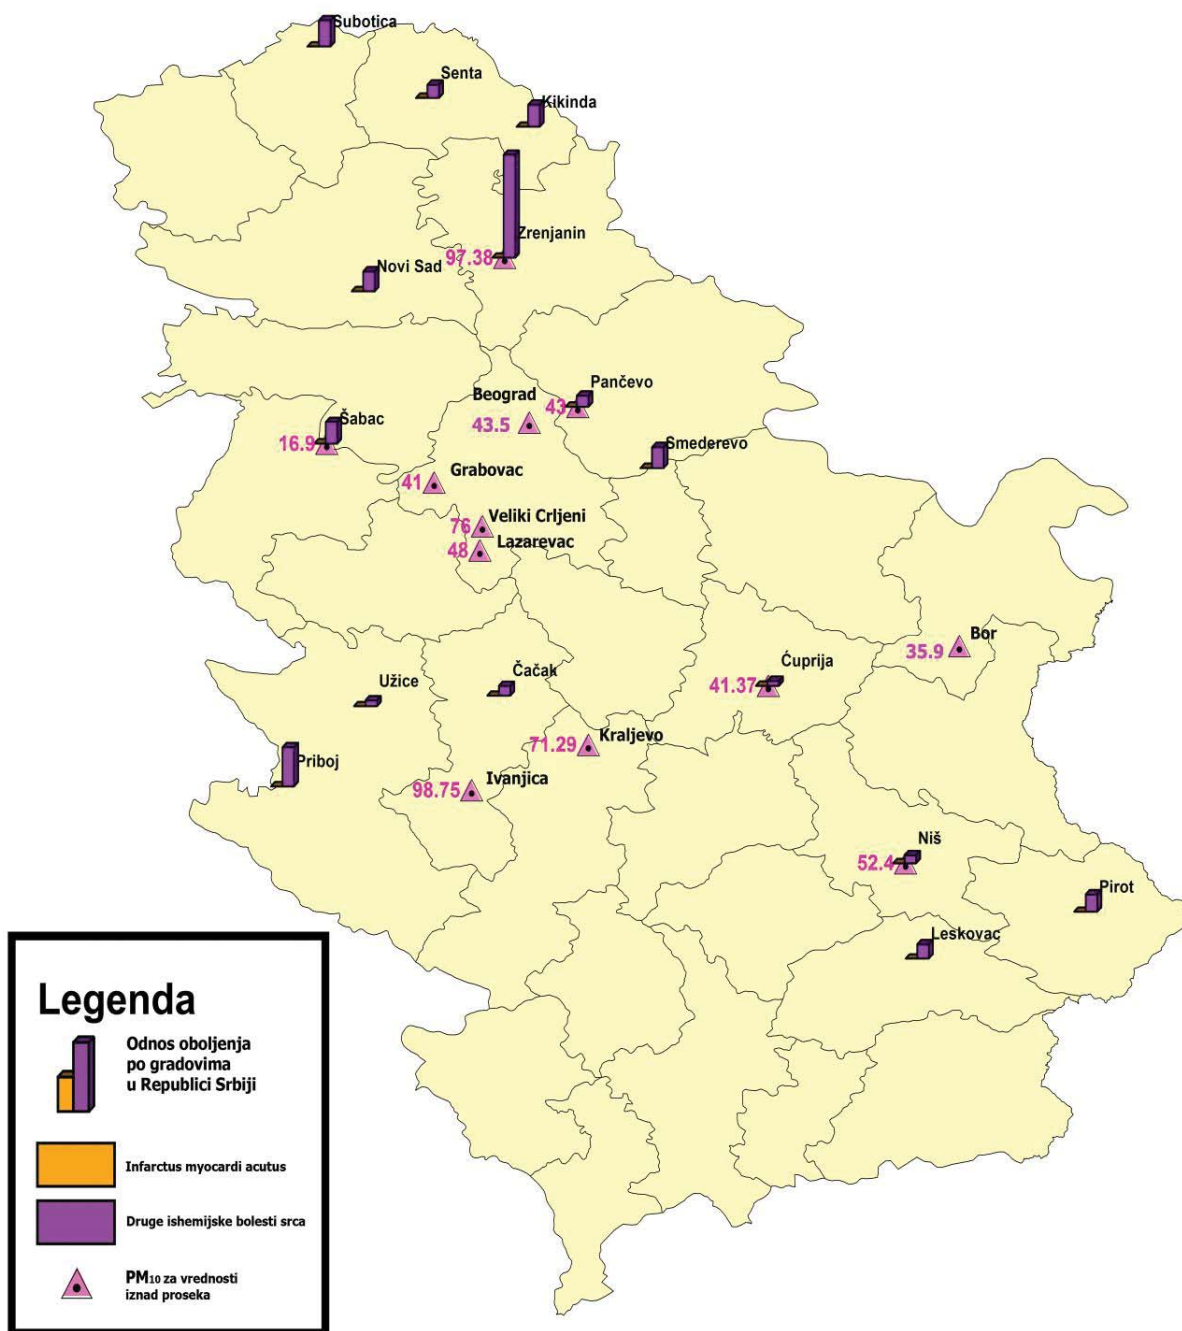 Subotica
Senta
Kikinda
Zrenjanin
97.38
Novi Sad
Pančevo
43
Beograd
43.5
Šabac
16.9
Smederevo
Grabovac
41
Veliki Crljeni
76
Lazarevac
48
Bor
35.9
Ćuprija
41.37
Užice
Čačak
Kraljevo
71.29
Priboj
Ivanjica
98.75
Niš
52.4
Pirot
Leskovac
Legenda
Odnos oboljenja
po gradovima
u Republici Srbiji
Infarctus myocardi acutus
Druge ishemijske bolesti srca
PM₁₀ za vrednosti
iznad proseka